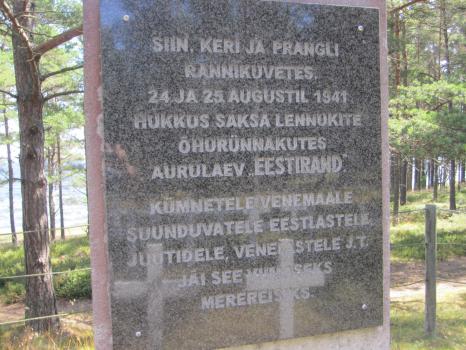 SIIN, KERI JA PRANGLI
RANNIKUVETES,
24. JA 25. AUGUSTIL 1941
HUKKUS SAKSA LENNUKITE
ÕHURÜNNAKUTES
AURULAEV „EESTIRAND"
KÜMNETELE VENEMAALE
SUUNDUVATELE EESTLASTELE,
JUUTIDELE, VENELASTELE J.T.
JÄI SEE VIIMSEKS
MEREREISIKS.